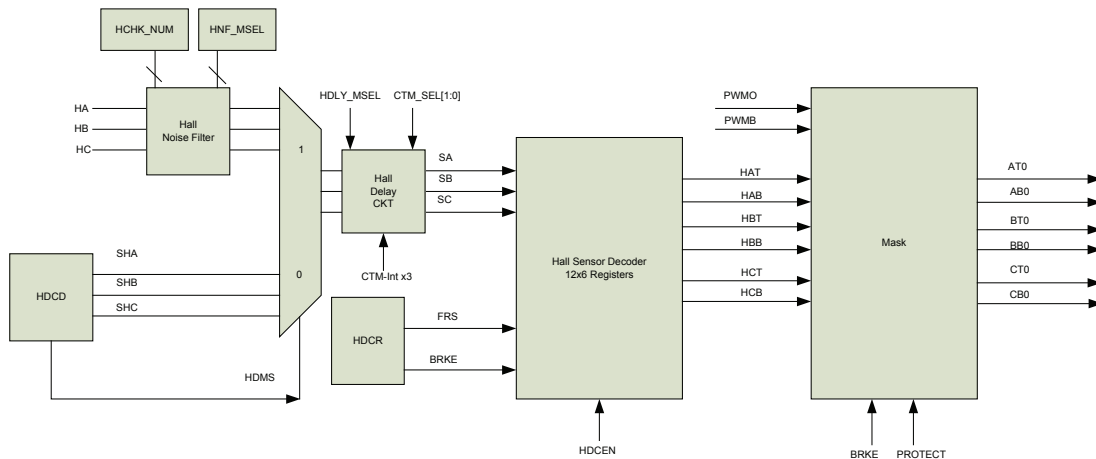 HCHK_NUM
HNF_MSEL
HA
HB
HC
Hall
Noise Filter
1
0
HDLY_MSEL
CTM_SEL[1:0]
Hall
Delay
CKT
CTM-Int x3
SA
SB
SC
HDCD
SHA
SHB
SHC
HDMS
HDCR
FRS
BRKE
Hall Sensor Decoder
12x6 Registers
HDCEN
PWMO
PWMB
HAT
HAB
HBT
HBB
HCT
HCB
Mask
BRKE
PROTECT
AT0
AB0
BT0
BB0
CT0
CB0